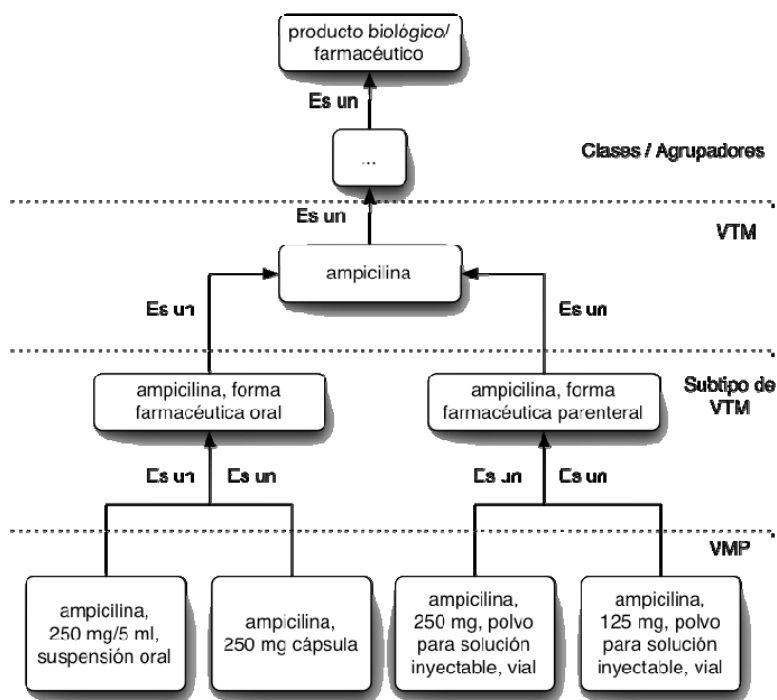 producto biológico/
farmacéutico
Es un
...
Clases / Agrupadores
Es un
VTM
ampicilina
Es un
Es un
ampicilina, forma
farmacéutica oral
ampicilina, forma
farmacéutica parenteral
Subtipo de
VTM
Es un
Es un
Es un
Es un
VMP
ampicilina,
250 mg/5 ml,
suspensión oral
ampicilina,
250 mg cápsula
ampicilina,
250 mg, polvo
para solución
inyectable, vial
ampicilina,
125 mg, polvo
para solución
inyectable, vial